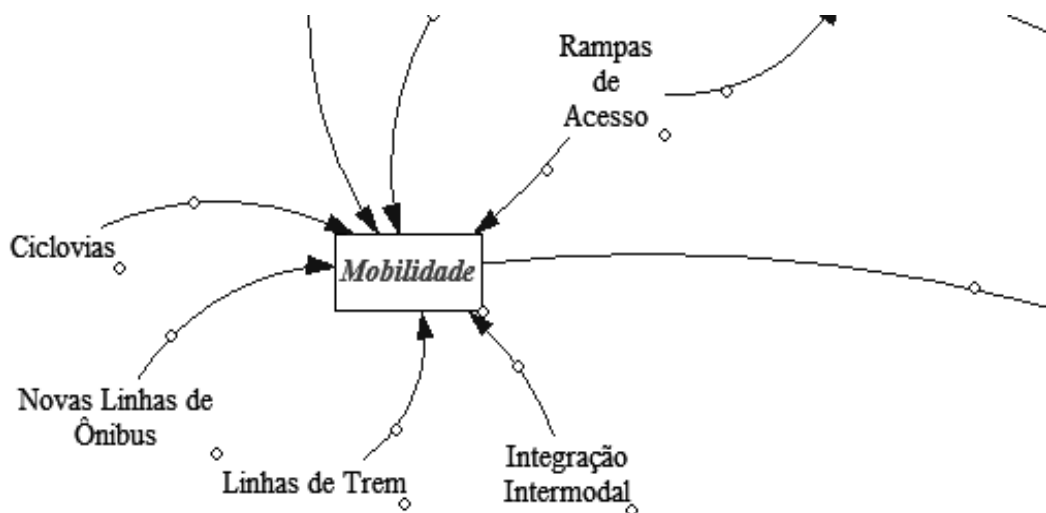 Rampas
de
Acesso
Ciclovias
Mobilidade
Novas Linhas de
Ônibus
Linhas de Trem
Integração
Intermodal